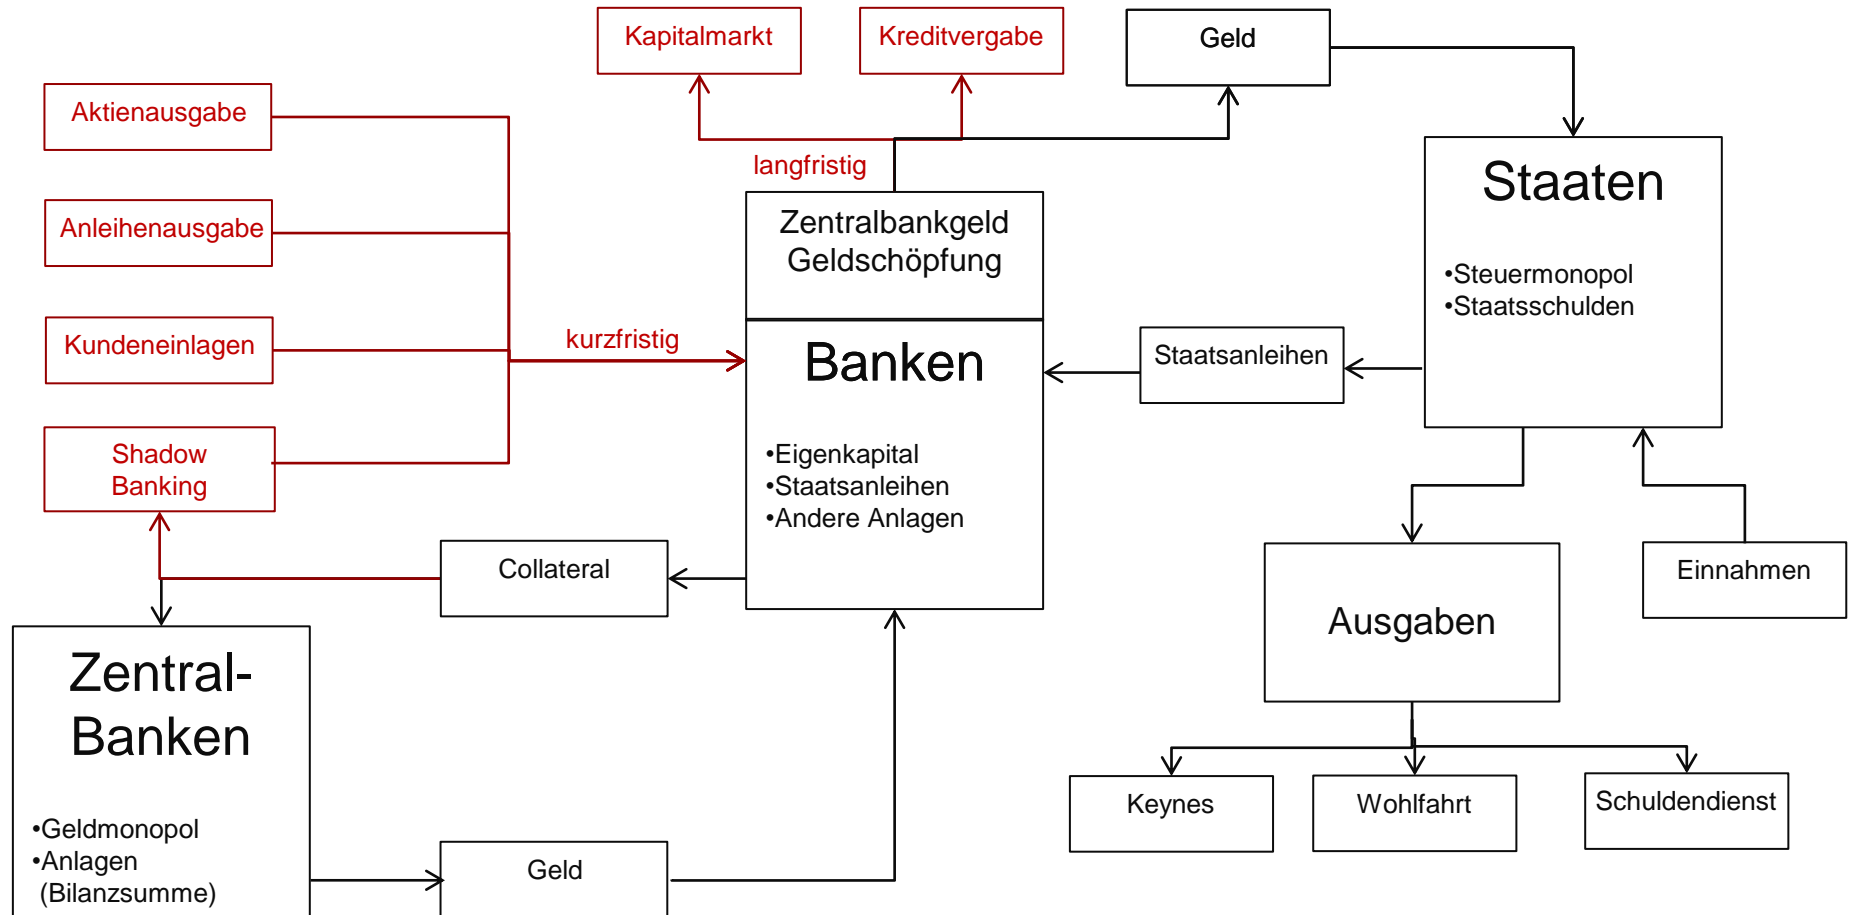 Kapitalmarkt
Kreditvergabe
Geld
Aktienausgabe
langfristig
Staaten
•Steuermonopol
•Staatsschulden
Anleihenausgabe
Zentralbankgeld
Geldschöpfung
Kundeneinlagen
kurzfristig
Banken
•Eigenkapital
•Staatsanleihen
•Andere Anlagen
Staatsanleihen
Shadow
Banking
Collateral
Ausgaben
Einnahmen
Zentral-
Banken
•Geldmonopol
•Anlagen
(Bilanzsumme)
Geld
Keynes
Wohlfahrt
Schuldendienst